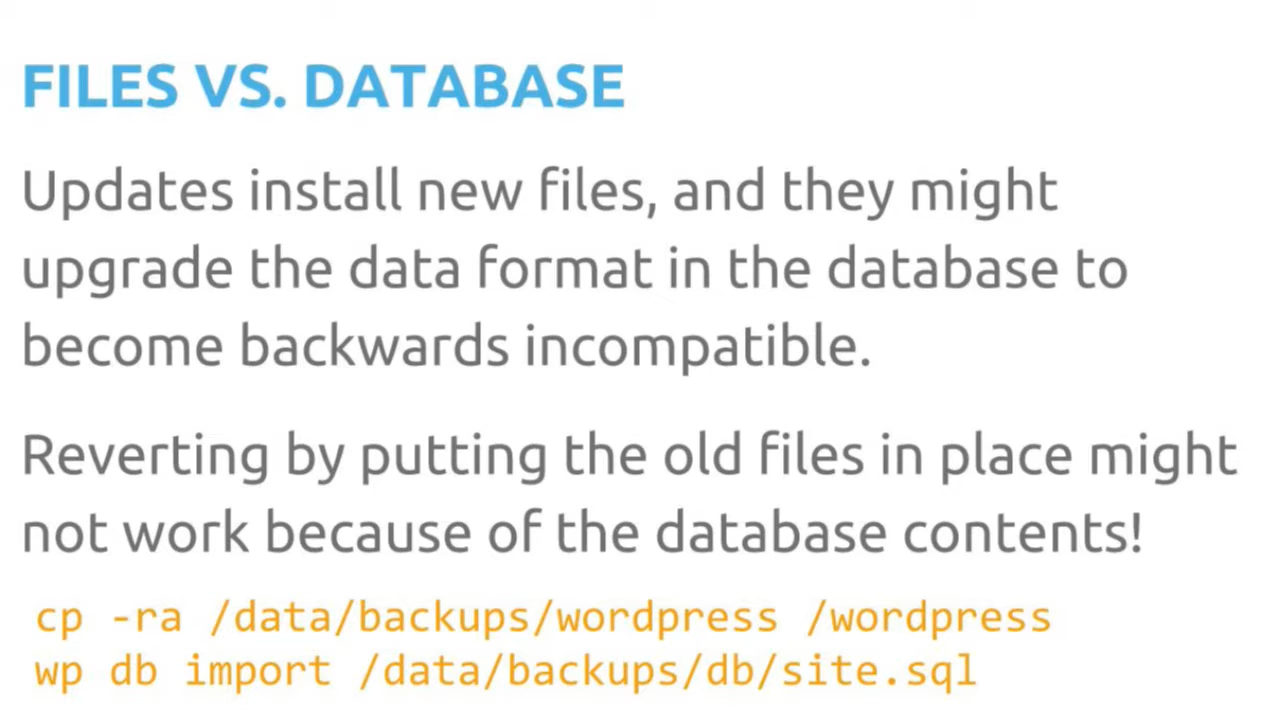 FILES VS. DATABASE
Updates install new files, and they might
upgrade the data format in the database to
become backwards incompatible.
Reverting by putting the old files in place might
not work because of the database contents!
cp -ra /data/backups/wordpress /wordpress
wp db import /data/backups/db/site.sql